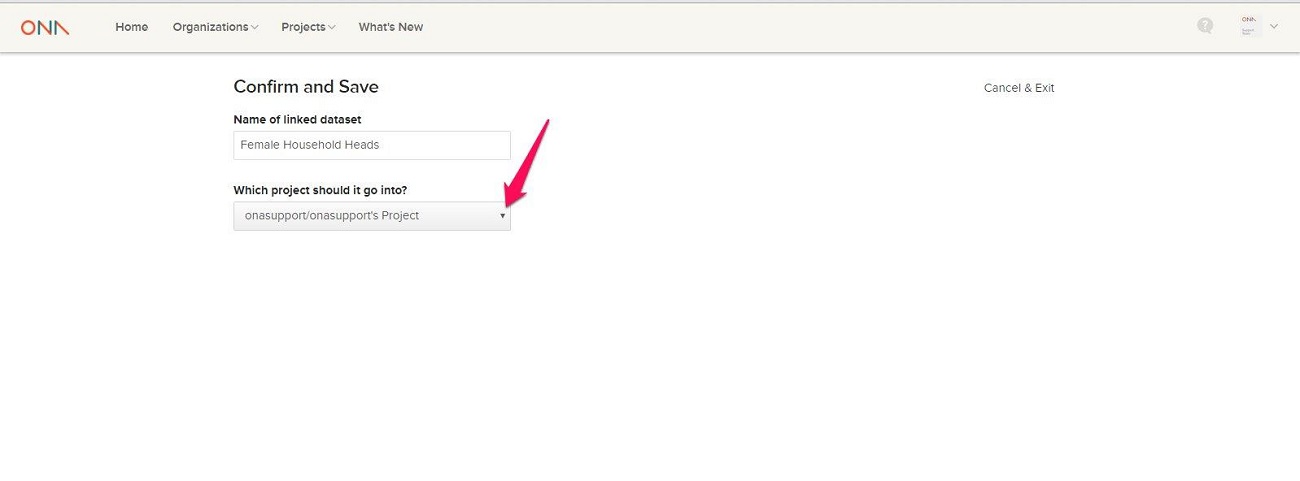 ONA
Home Organizations Projects What's New
?
ONA
Confirm and Save
Cancel & Exit
Name of linked dataset
Female Household Heads
Which project should it go into?
onasupport/onasupport's Project